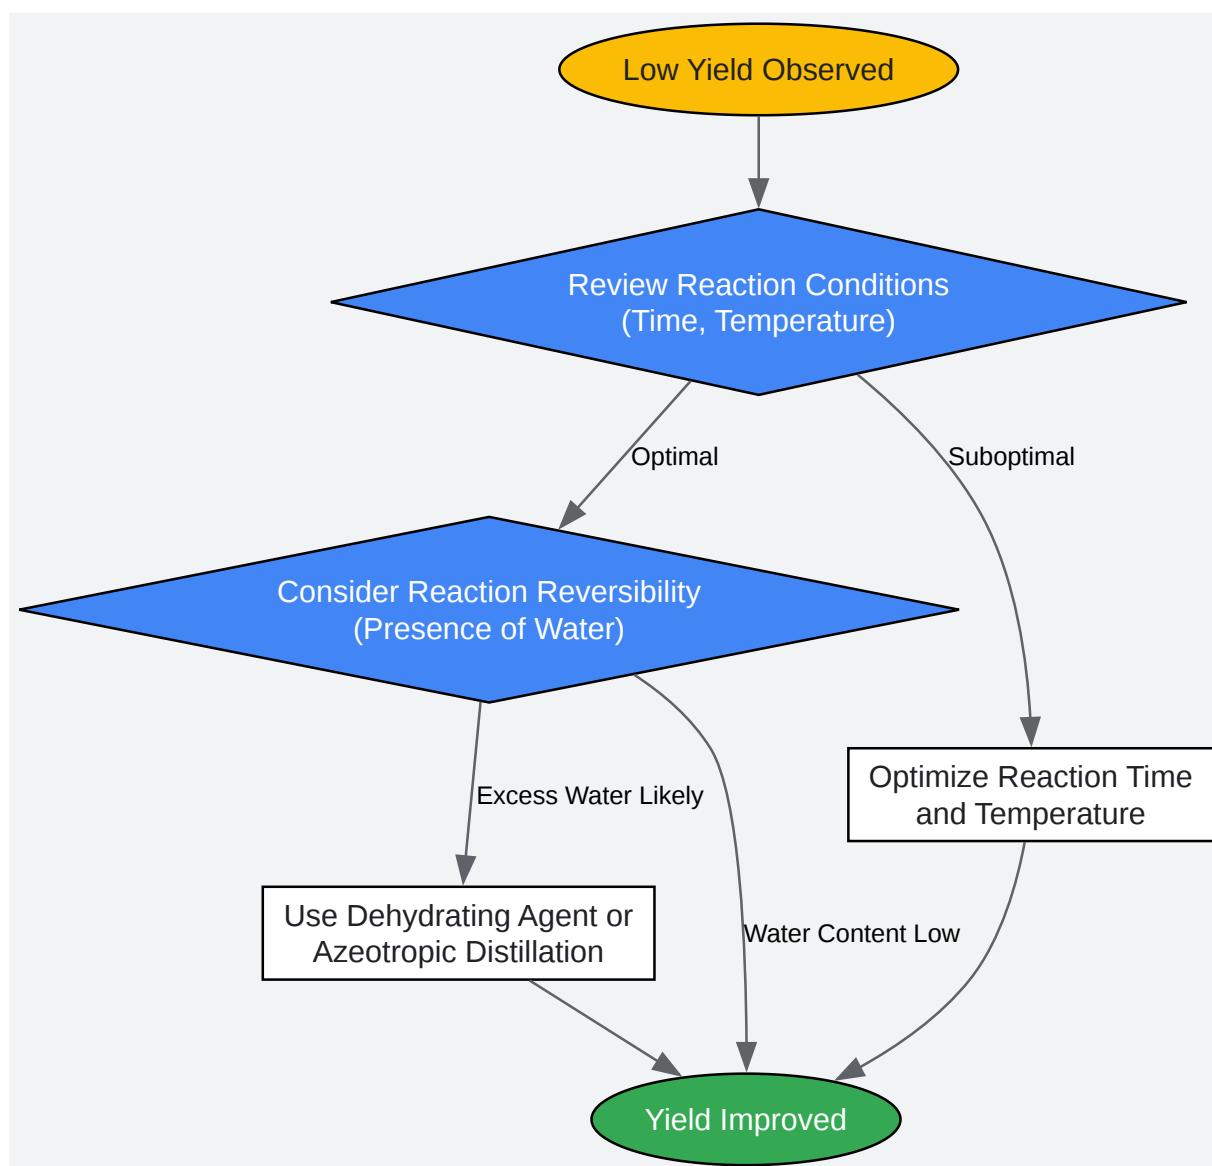 Low Yield Observed
Review Reaction Conditions
(Time, Temperature)
Optimal
Suboptimal
Consider Reaction Reversibility
(Presence of Water)
Optimize Reaction Time
and Temperature
Excess Water Likely
Use Dehydrating Agent or
Azeotropic Distillation
Water Content Low
Yield Improved